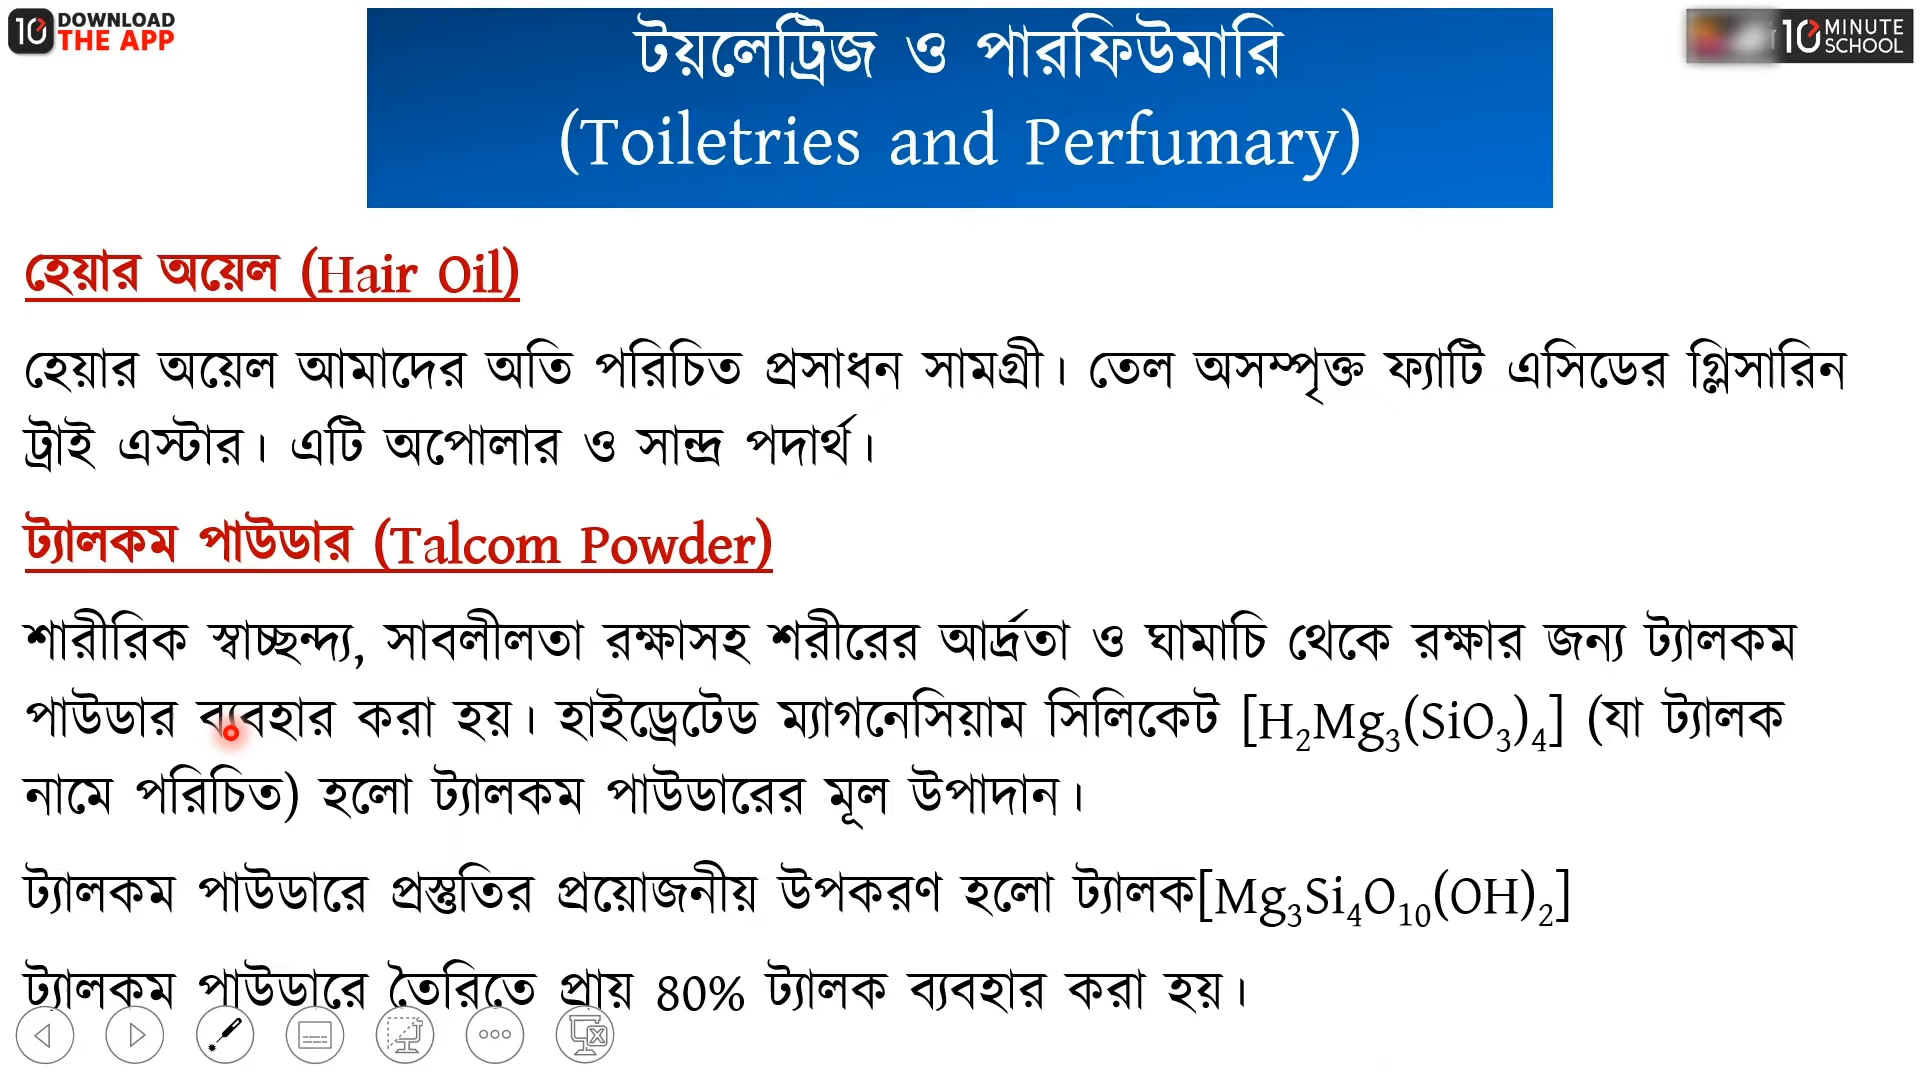 10 DOWNLOAD
THE APP
10 MINUTE
SCHOOL
টয়লেট্রিজ ও পারফিউমারি
(Toiletries and Perfumary)
হেয়ার অয়েল (Hair Oil)
হেয়ার অয়েল আমাদের অতি পরিচিত প্রসাধন সামগ্রী। তেল অসম্পৃক্ত ফ্যাটি এসিডের গ্লিসারিন
ট্রাই এস্টার। এটি অপোলার ও সান্দ্র পদার্থ।
ট্যালকম পাউডার (Talcom Powder)
শারীরিক স্বাচ্ছন্দ্য, সাবলীলতা রক্ষাসহ শরীরের আর্দ্রতা ও ঘামাচি থেকে রক্ষার জন্য ট্যালকম
পাউডার ব্যবহার করা হয়। হাইড্রেটেড ম্যাগনেসিয়াম সিলিকেট [H₂Mg₃(SiO₃)₄] (যা ট্যালক
নামে পরিচিত) হলো ট্যালকম পাউডারের মূল উপাদান।
ট্যালকম পাউডারে প্রস্তুতির প্রয়োজনীয় উপকরণ হলো ট্যালক[Mg₃Si₄O₁₀(OH)₂]
ট্যালকম পাউডারে তৈরিতে প্রায় 80% ট্যালক ব্যবহার করা হয়।